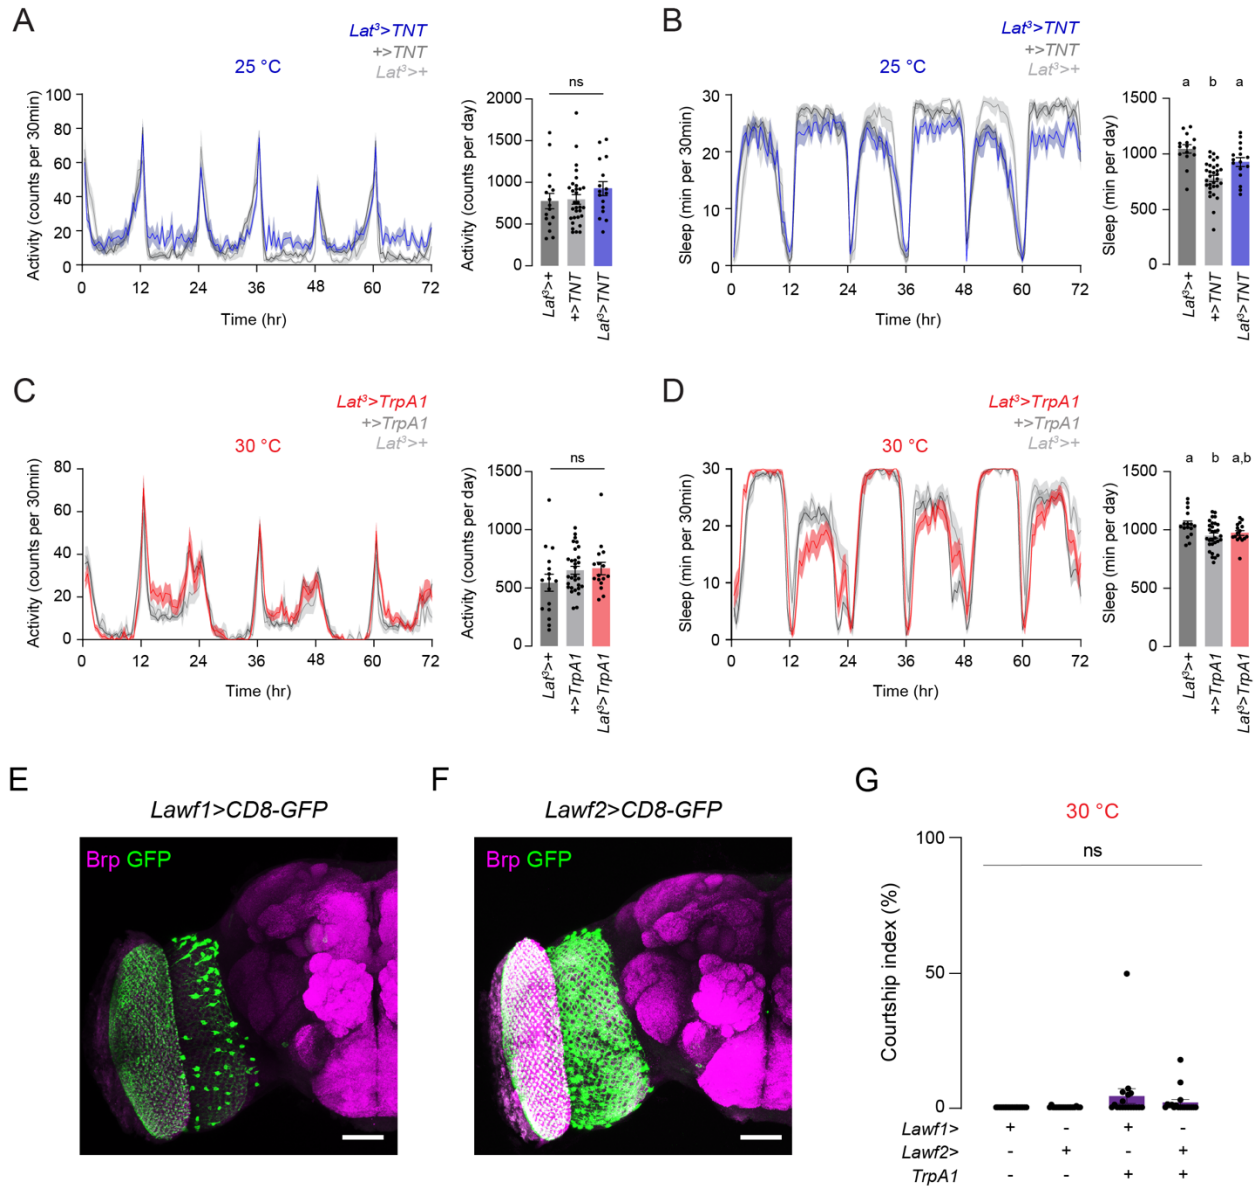 A
Lat³>TNT
+>TNT
Lat³>+
25 °C
Activity (counts per 30min)
100
80
60
40
20
0
0 12 24 36 48 60 72
Time (hr)
Activity (counts per day)
2000
1500
1000
500
0
ns
Lat³>+
+>TNT
Lat³>TNT
B
Lat³>TNT
+>TNT
Lat³>+
25 °C
Sleep (min per 30min)
30
20
10
0
0 12 24 36 48 60 72
Time (hr)
Sleep (min per day)
1500
1000
500
0
a b a
Lat³>+
+>TNT
Lat³>TNT
C
Lat³>TrpA1
+>TrpA1
Lat³>+
30 °C
Activity (counts per 30min)
80
60
40
20
0
0 12 24 36 48 60 72
Time (hr)
Activity (counts per day)
1500
1000
500
0
ns
Lat³>+
+>TrpA1
Lat³>TrpA1
D
Lat³>TrpA1
+>TrpA1
Lat³>+
30 °C
Sleep (min per 30min)
30
20
10
0
0 12 24 36 48 60 72
Time (hr)
Sleep (min per day)
1500
1000
500
0
a b a,b
Lat³>+
+>TrpA1
Lat³>TrpA1
E
Lawf1>CD8-GFP
Brp GFP
F
Lawf2>CD8-GFP
Brp GFP
G
30 °C
ns
Courtship index (%)
100
50
0
Lawf1> + - + -
Lawf2> - + - +
TrpA1 - - + +